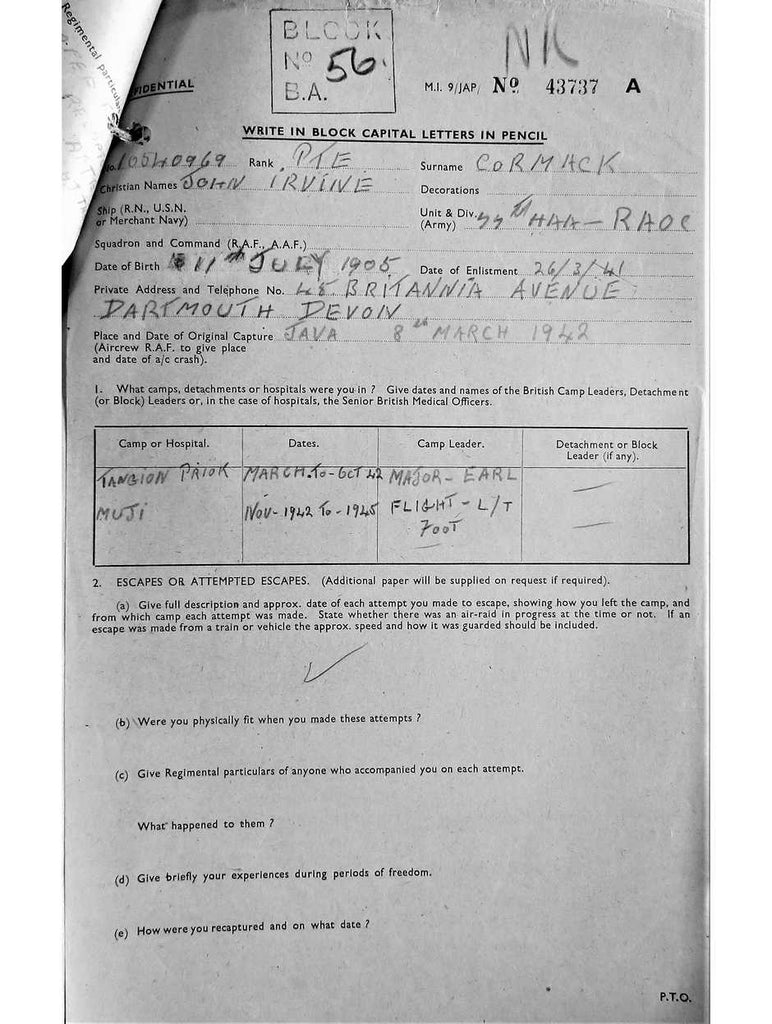 Regimental particulars
BLOCK
Nº 56.
B.A.
NK
FIDENTIAL
M.I. 9/JAP/ Nº 43737 A
WRITE IN BLOCK CAPITAL LETTERS IN PENCIL
No. 10540969 Rank PTE Surname CORMACK
Christian Names JOHN IRVINE Decorations
Ship (R.N., U.S.N. or Merchant Navy) Unit & Div. (Army) 77TH HAA - RAOC
Squadron and Command (R.A.F., A.A.F.)
Date of Birth 11TH JULY 1905 Date of Enlistment 26/3/41
Private Address and Telephone No. 45 BRITANNIA AVENUE
DARTMOUTH DEVON
Place and Date of Original Capture JAVA 8th MARCH 1942
(Aircrew R.A.F. to give place
and date of a/c crash).
1. What camps, detachments or hospitals were you in ? Give dates and names of the British Camp Leaders, Detachment
(or Block) Leaders or, in the case of hospitals, the Senior British Medical Officers.
Camp or Hospital. Dates. Camp Leader. Detachment or Block
Leader (if any).
TANGION PRIOK MARCH. To - OCT 42 MAJOR - EARL —
MUJI NOV - 1942 To - 1945 FLIGHT - L/T —
FOOT
2. ESCAPES OR ATTEMPTED ESCAPES. (Additional paper will be supplied on request if required).
(a) Give full description and approx. date of each attempt you made to escape, showing how you left the camp, and
from which camp each attempt was made. State whether there was an air-raid in progress at the time or not. If an
escape was made from a train or vehicle the approx. speed and how it was guarded should be included.
(b) Were you physically fit when you made these attempts ?
(c) Give Regimental particulars of anyone who accompanied you on each attempt.
What happened to them ?
(d) Give briefly your experiences during periods of freedom.
(e) How were you recaptured and on what date ?
P.T.O.